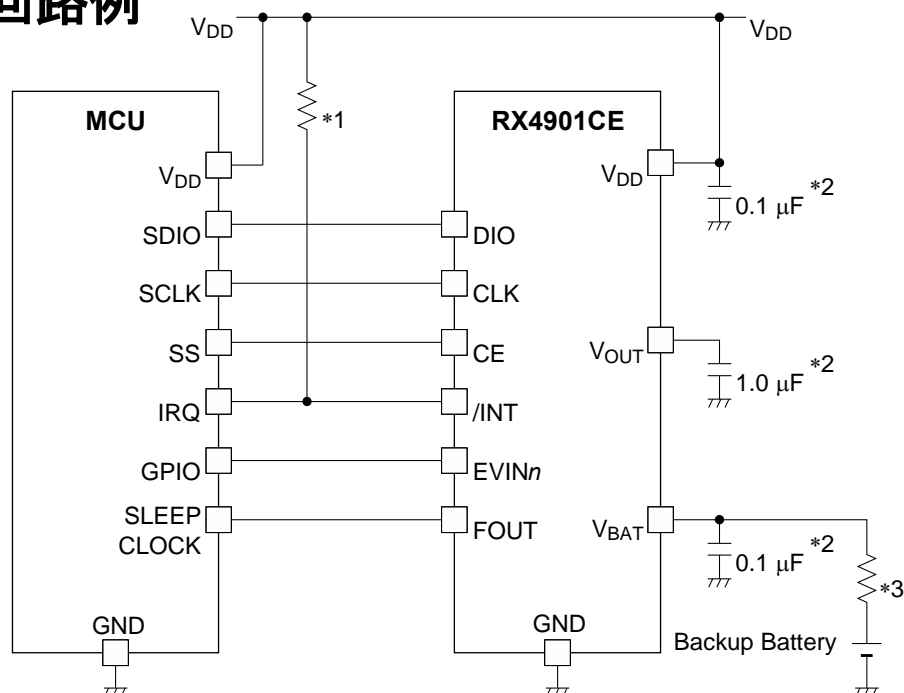 回路例
VDD
VDD
*1
MCU
VDD
SDIO
SCLK
SS
IRQ
GPIO
SLEEP
CLOCK
GND
RX4901CE
VDD
DIO
CLK
CE
/INT
EVINn
FOUT
VOUT
VBAT
GND
0.1 μF *2
1.0 μF *2
0.1 μF *2
*3
Backup Battery